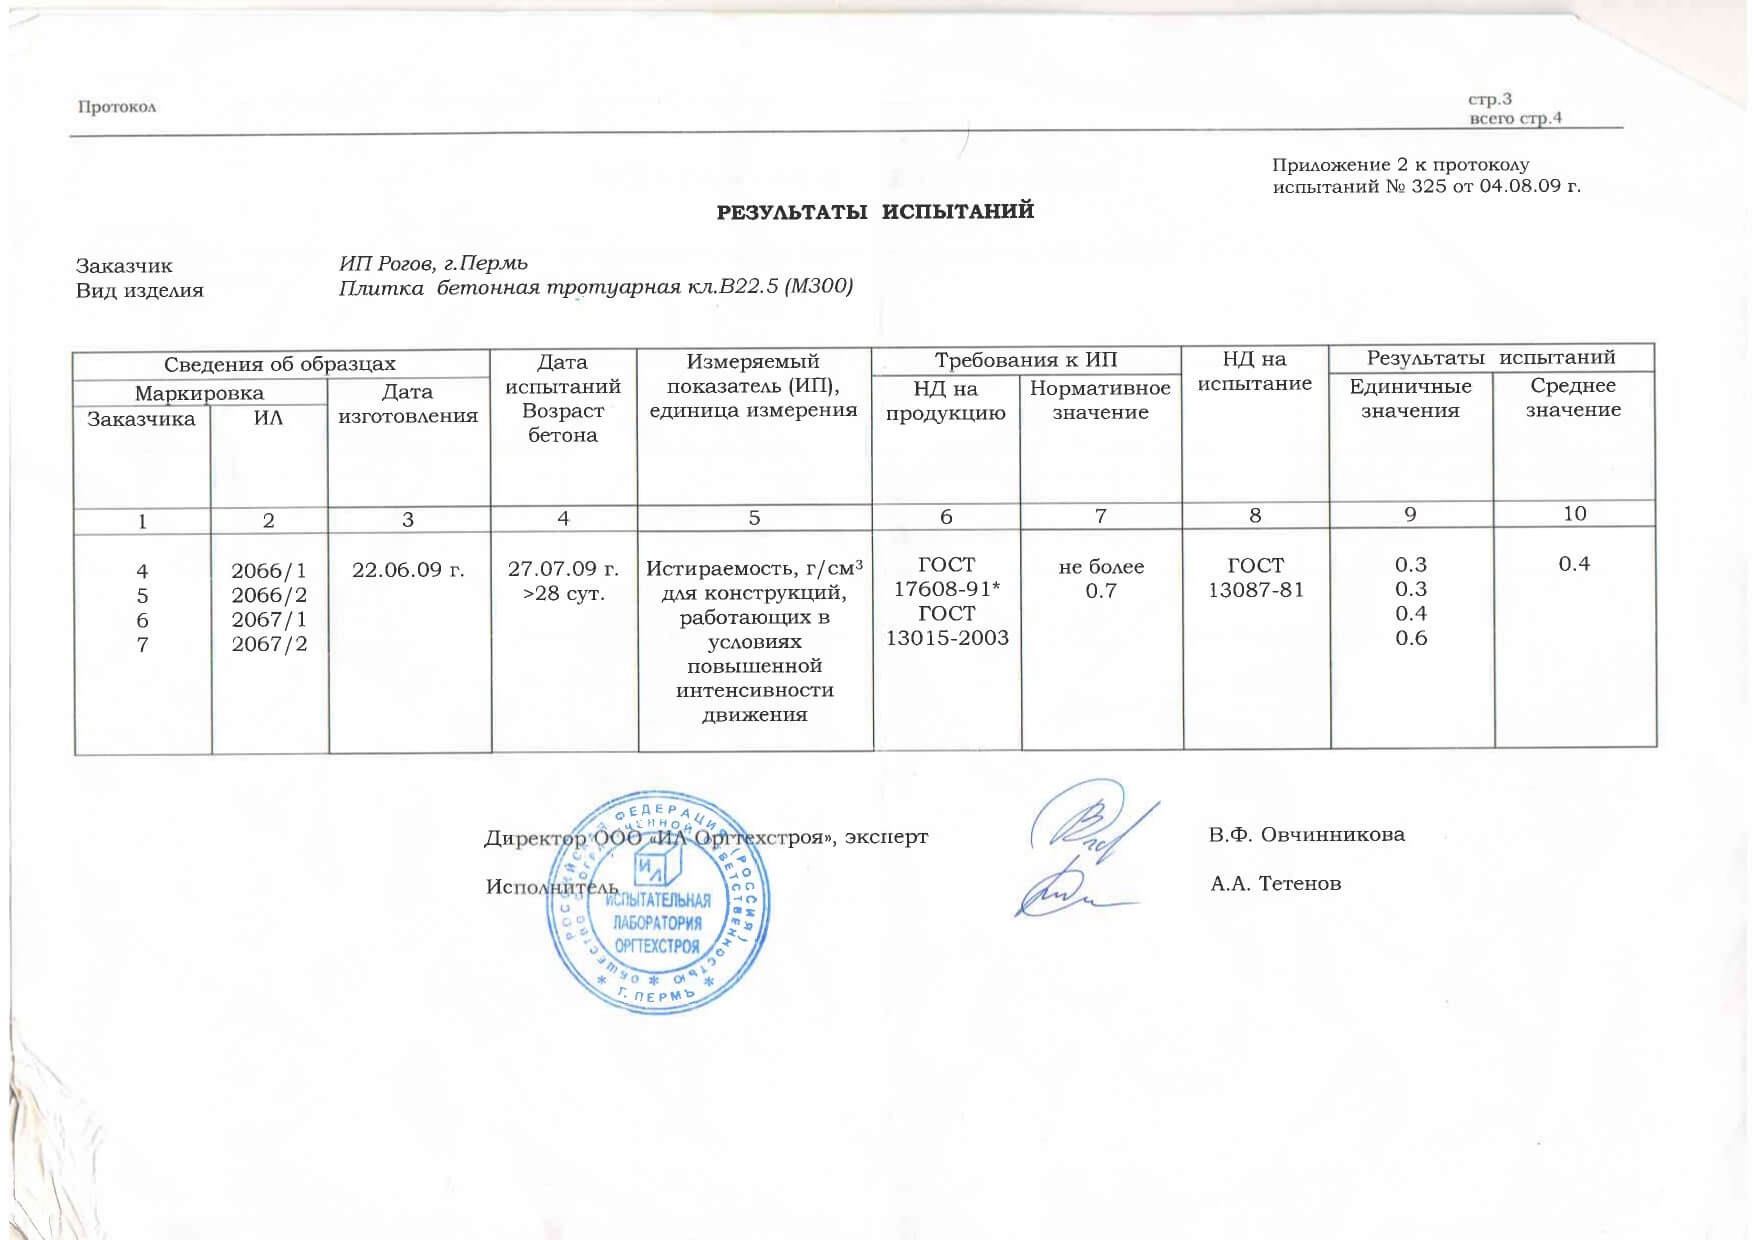 Протокол
стр.3
всего стр.4
Приложение 2 к протоколу
испытаний № 325 от 04.08.09 г.
РЕЗУЛЬТАТЫ ИСПЫТАНИЙ
Заказчик ИП Рогов, г.Пермь
Вид изделия Плитка бетонная тротуарная кл.В22.5 (М300)
Сведения об образцах
Маркировка
Заказчика
ИЛ
Дата
изготовления
Дата
испытаний
Возраст
бетона
Измеряемый
показатель (ИП),
единица измерения
Требования к ИП
НД на
продукцию
Нормативное
значение
НД на
испытание
Результаты испытаний
Единичные
значения
Среднее
значение
1 2 3 4 5 6 7 8 9 10
4
5
6
7
2066/1
2066/2
2067/1
2067/2
22.06.09 г.
27.07.09 г.
>28 сут.
Истираемость, г/см³
для конструкций,
работающих в
условиях
повышенной
интенсивности
движения
ГОСТ
17608-91*
ГОСТ
13015-2003
не более
0.7
ГОСТ
13087-81
0.3
0.3
0.4
0.6
0.4
Директор ООО «ИЛ Оргтехстроя», эксперт В.Ф. Овчинникова
Исполнитель А.А. Тетенов
РОССИЙСКАЯ ФЕДЕРАЦИЯ (РОССИЯ)
* Г. ПЕРМЬ *
ОБЩЕСТВО С ОГРАНИЧЕННОЙ ОТВЕТСТВЕННОСТЬЮ *
ИЛ
ИСПЫТАТЕЛЬНАЯ
ЛАБОРАТОРИЯ
ОРГТЕХСТРОЯ